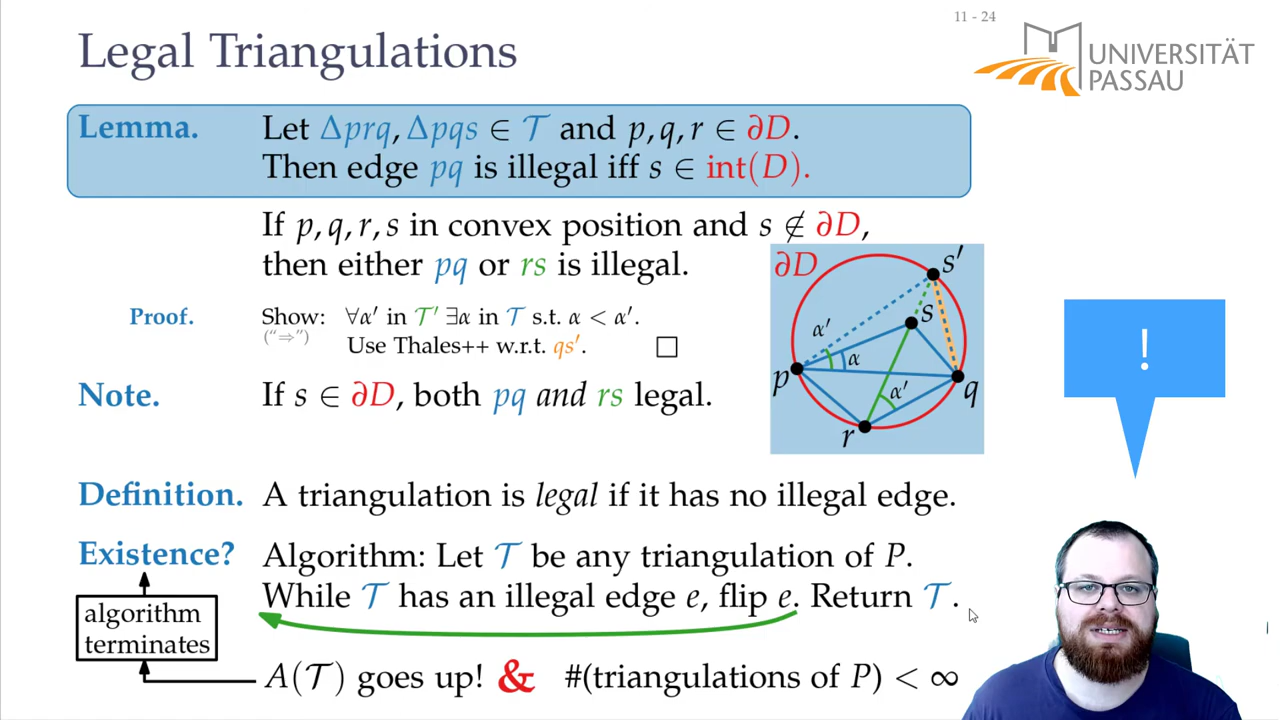 11 - 24
Legal Triangulations
UNIVERSITÄT
PASSAU
Lemma. Let Δprq, Δpqs ∈ 𝒯 and p, q, r ∈ ∂D.
Then edge pq is illegal iff s ∈ int(D).
If p, q, r, s in convex position and s ∉ ∂D,
then either pq or rs is illegal.
Proof. Show: ∀α′ in 𝒯′ ∃α in 𝒯 s.t. α < α′.
(“⇒”)
Use Thales++ w.r.t. qs′. □
∂D
s′
s
α′
α
p
α′
q
r
!
Note. If s ∈ ∂D, both pq and rs legal.
Definition. A triangulation is legal if it has no illegal edge.
Existence? Algorithm: Let 𝒯 be any triangulation of P.
While 𝒯 has an illegal edge e, flip e. Return 𝒯.
algorithm
terminates
A(𝒯) goes up! & #(triangulations of P) < ∞